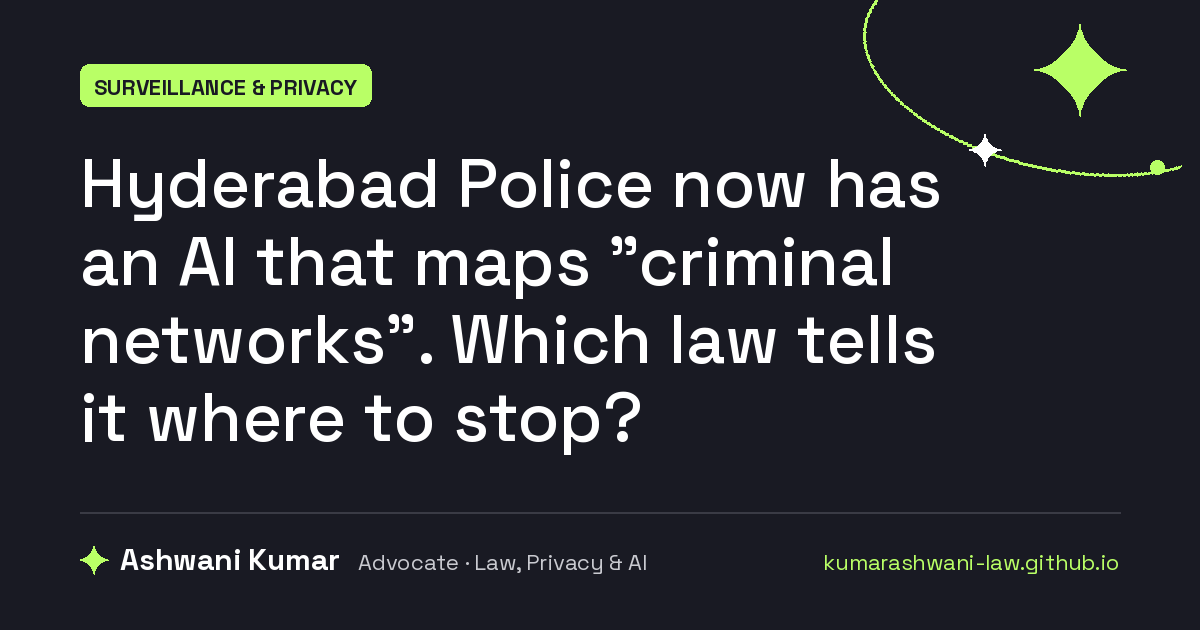 SURVEILLANCE & PRIVACY
Hyderabad Police now has
an AI that maps ”criminal
networks”. Which law tells
it where to stop?
Ashwani Kumar Advocate · Law, Privacy & AI kumarashwani-law.github.io